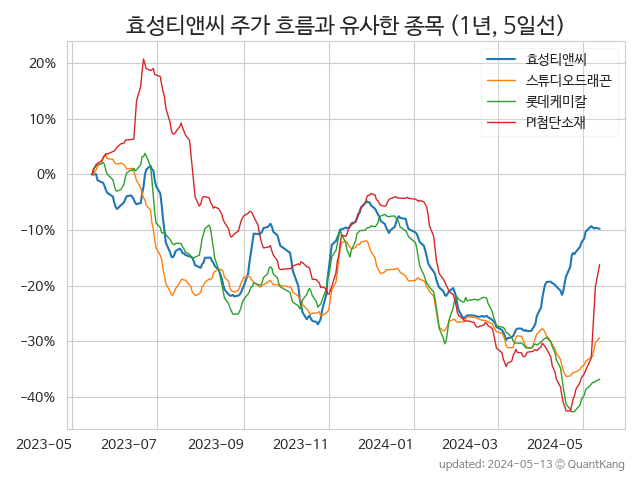 효성티앤씨 주가 흐름과 유사한 종목 (1년, 5일선)
효성티앤씨
스튜디오드래곤
롯데케미칼
PI첨단소재
20%
10%
0%
−10%
−20%
−30%
−40%
2023-05 2023-07 2023-09 2023-11 2024-01 2024-03 2024-05
updated: 2024-05-13 © QuantKang